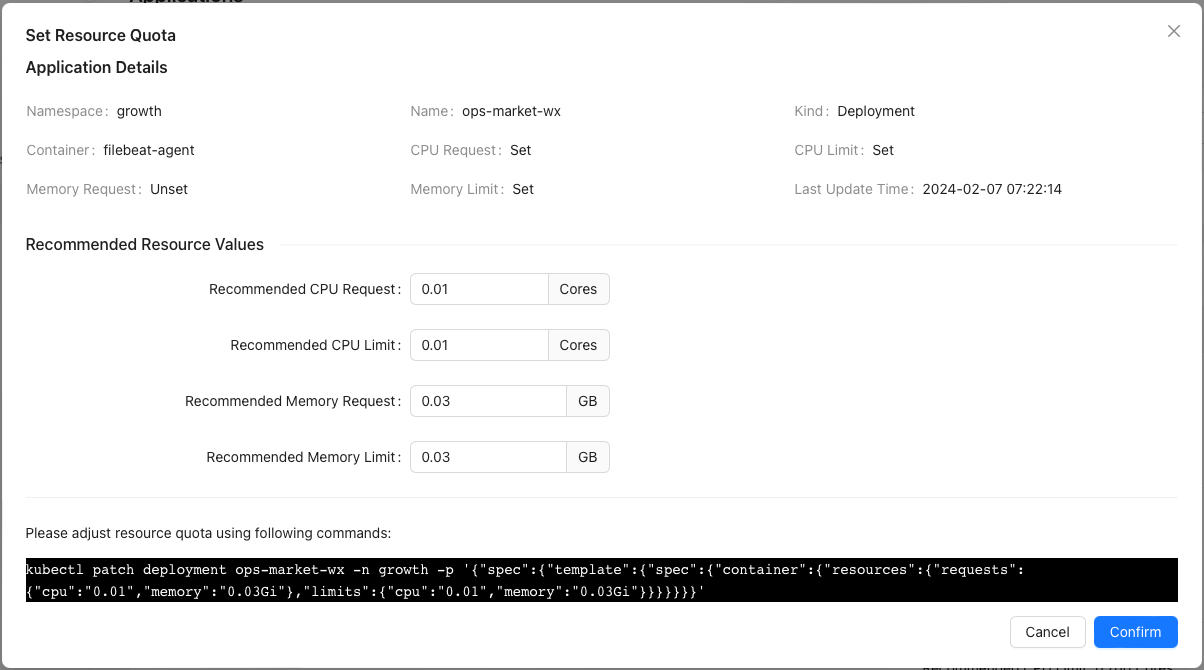 Set Resource Quota
Application Details
Namespace: growth Name: ops-market-wx Kind: Deployment
Container: filebeat-agent CPU Request: Set CPU Limit: Set
Memory Request: Unset Memory Limit: Set Last Update Time: 2024-02-07 07:22:14
Recommended Resource Values
Recommended CPU Request: 0.01 Cores
Recommended CPU Limit: 0.01 Cores
Recommended Memory Request: 0.03 GB
Recommended Memory Limit: 0.03 GB
Please adjust resource quota using following commands:
kubectl patch deployment ops-market-wx -n growth -p '{"spec":{"template":{"spec":{"container":{"resources":{"requests":
{"cpu":"0.01","memory":"0.03Gi"},"limits":{"cpu":"0.01","memory":"0.03Gi"}}}}}}}'
Cancel Confirm